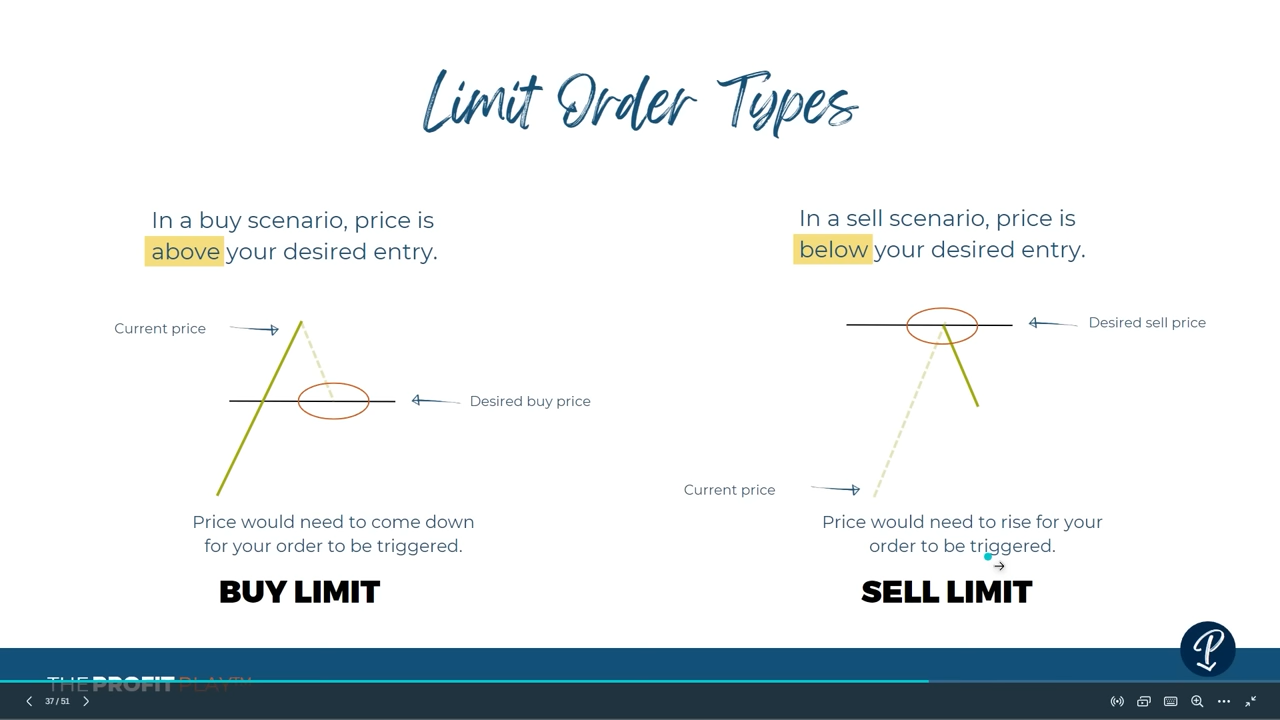 Limit Order Types
In a buy scenario, price is
above your desired entry.
Current price
Desired buy price
Price would need to come down
for your order to be triggered.
BUY LIMIT
In a sell scenario, price is
below your desired entry.
Desired sell price
Current price
Price would need to rise for your
order to be triggered.
SELL LIMIT
THE PROFIT PLAY™
37 / 51